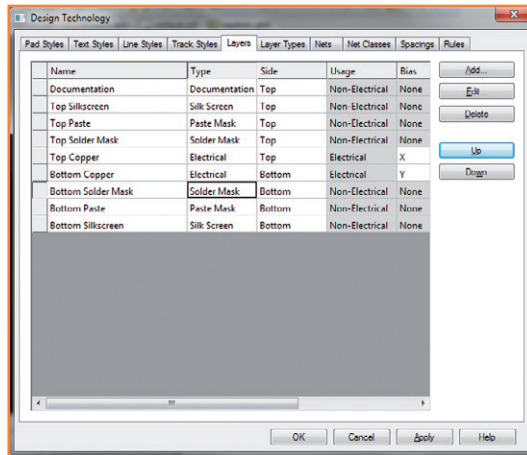 Design Technology
Pad Styles Text Styles Line Styles Track Styles Layers Layer Types Nets Net Classes Spacings Rules
Name Type Side Usage Bias Add...
Documentation Documentation Top Non-Electrical None Edit
Top Silkscreen Silk Screen Top Non-Electrical None
Top Paste Paste Mask Top Non-Electrical None Delete
Top Solder Mask Solder Mask Top Non-Electrical None
Top Copper Electrical Top Electrical X Up
Bottom Copper Electrical Bottom Electrical Y Down
Bottom Solder Mask Solder Mask Bottom Non-Electrical None
Bottom Paste Paste Mask Bottom Non-Electrical None
Bottom Silkscreen Silk Screen Bottom Non-Electrical None
OK Cancel Apply Help